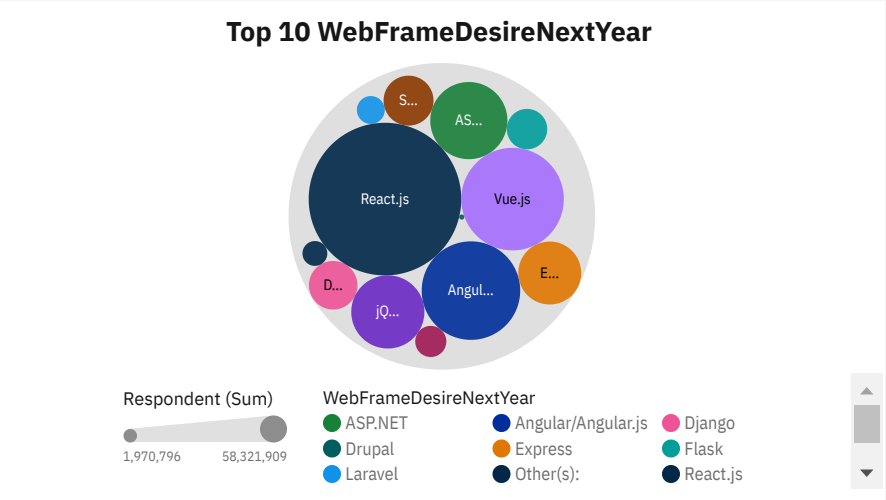 Top 10 WebFrameDesireNextYear
S...
AS...
React.js
Vue.js
E...
D...
Angul...
jQ...
Respondent (Sum)
1,970,796
58,321,909
WebFrameDesireNextYear
ASP.NET
Angular/Angular.js
Django
Drupal
Express
Flask
Laravel
Other(s):
React.js